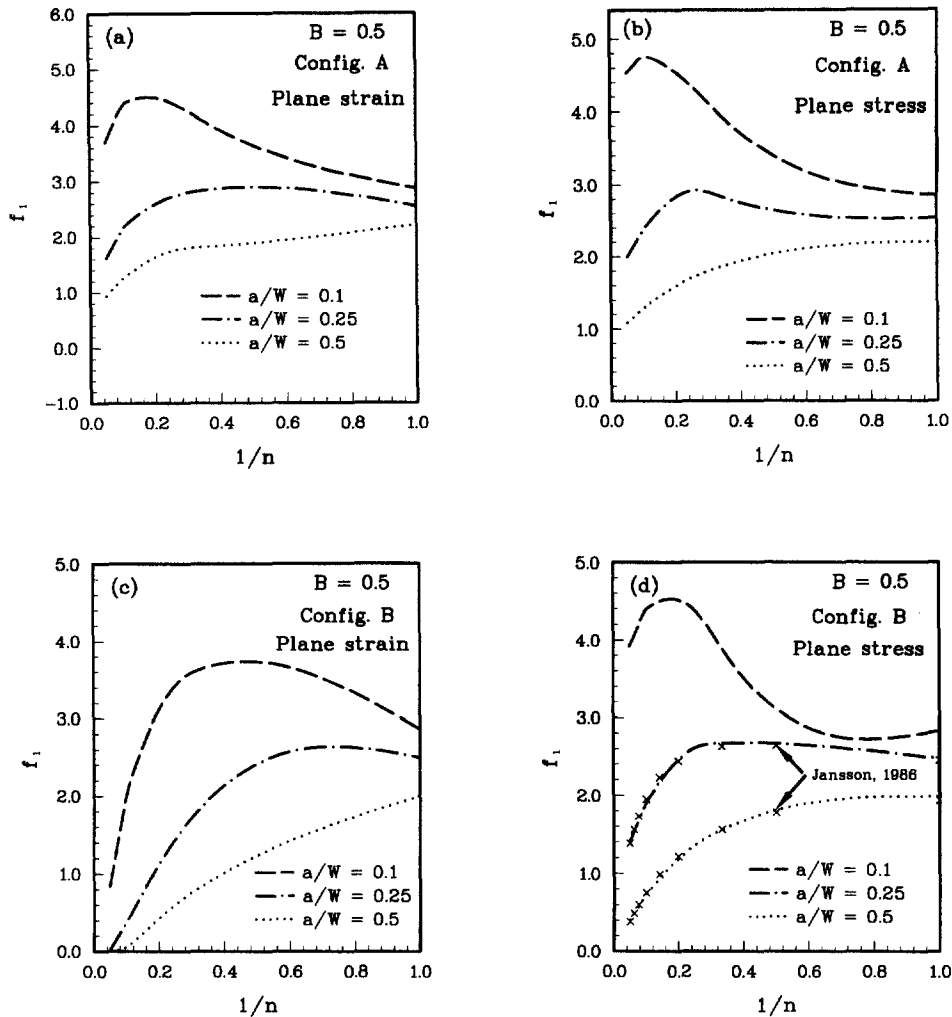 (a)
B = 0.5
Config. A
Plane strain
6.0
5.0
4.0
3.0
2.0
1.0
0.0
−1.0
f₁
a/W = 0.1
a/W = 0.25
a/W = 0.5
0.0 0.2 0.4 0.6 0.8 1.0
1/n
(b)
B = 0.5
Config. A
Plane stress
5.0
4.0
3.0
2.0
1.0
0.0
f₁
a/W = 0.1
a/W = 0.25
a/W = 0.5
0.0 0.2 0.4 0.6 0.8 1.0
1/n
(c)
B = 0.5
Config. B
Plane strain
5.0
4.0
3.0
2.0
1.0
0.0
f₁
a/W = 0.1
a/W = 0.25
a/W = 0.5
0.0 0.2 0.4 0.6 0.8 1.0
1/n
(d)
B = 0.5
Config. B
Plane stress
5.0
4.0
3.0
2.0
1.0
0.0
f₁
Jansson, 1986
a/W = 0.1
a/W = 0.25
a/W = 0.5
0.0 0.2 0.4 0.6 0.8 1.0
1/n